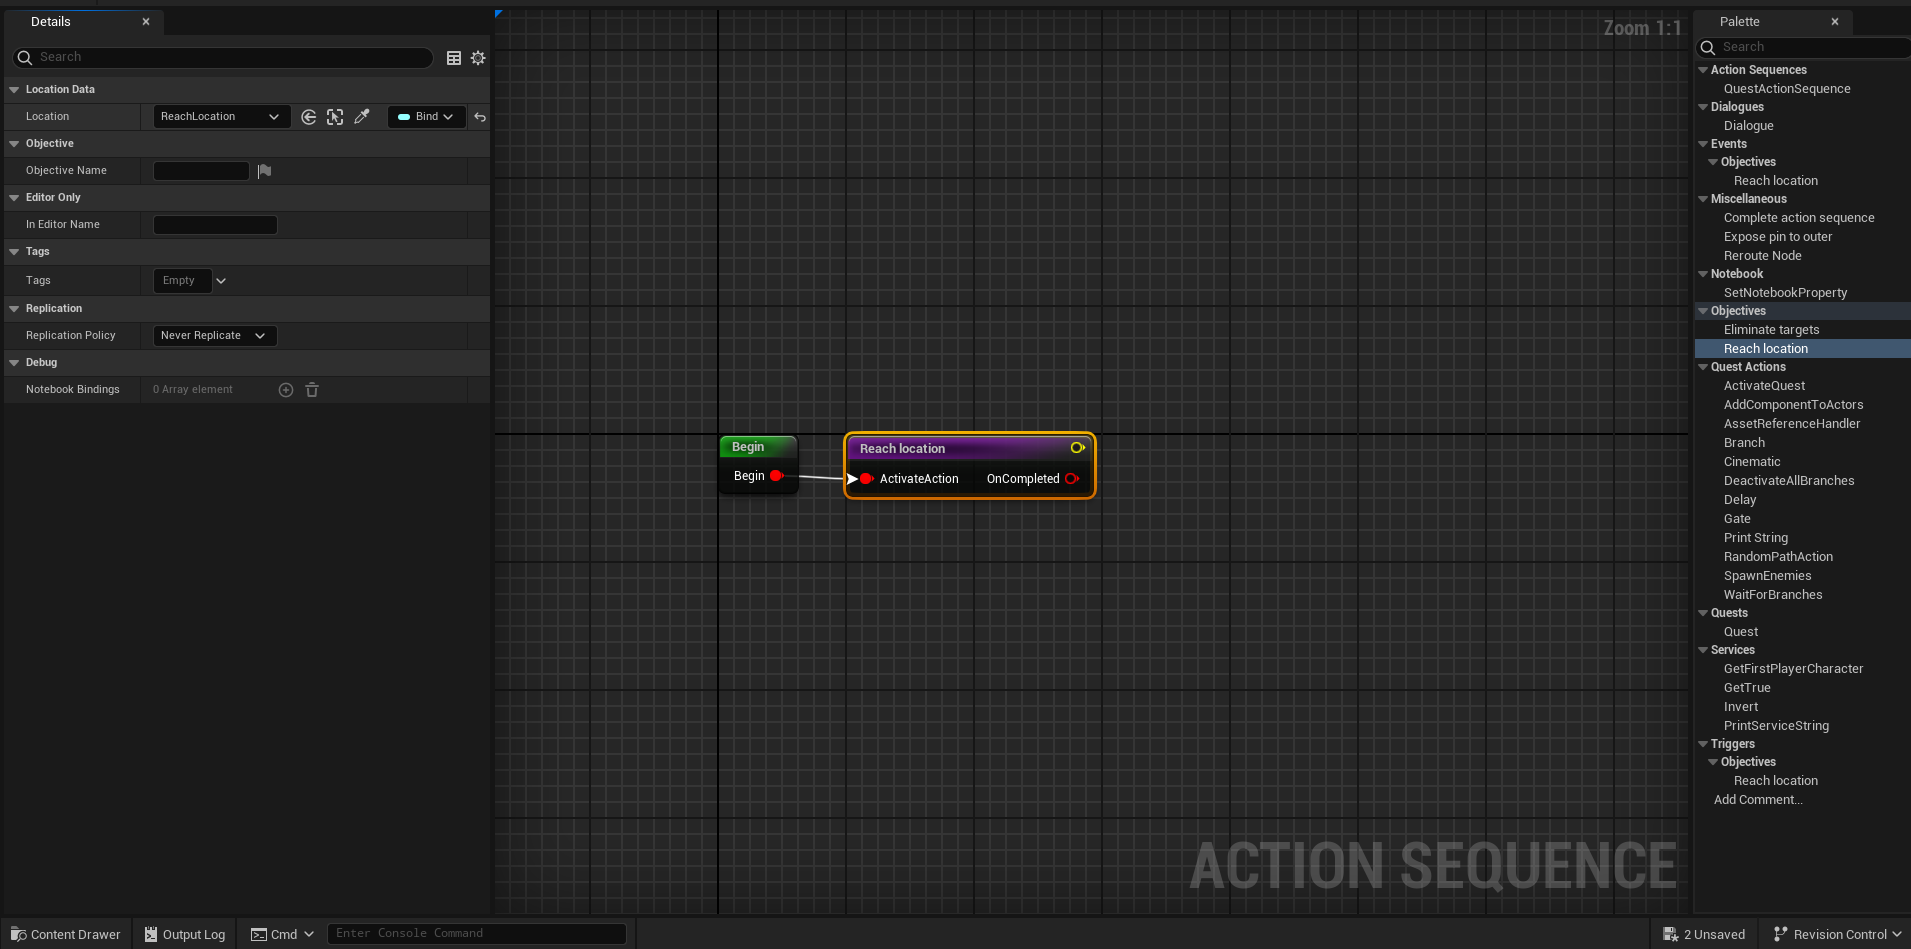 Details
Search
Location Data
Location
ReachLocation
Bind
Objective
Objective Name
Editor Only
In Editor Name
Tags
Tags
Empty
Replication
Replication Policy
Never Replicate
Debug
Notebook Bindings
0 Array element
Zoom 1:1
Begin
Begin
Reach location
ActivateAction
OnCompleted
ACTION SEQUENCE
Palette
Search
Action Sequences
QuestActionSequence
Dialogues
Dialogue
Events
Objectives
Reach location
Miscellaneous
Complete action sequence
Expose pin to outer
Reroute Node
Notebook
SetNotebookProperty
Objectives
Eliminate targets
Reach location
Quest Actions
ActivateQuest
AddComponentToActors
AssetReferenceHandler
Branch
Cinematic
DeactivateAllBranches
Delay
Gate
Print String
RandomPathAction
SpawnEnemies
WaitForBranches
Quests
Quest
Services
GetFirstPlayerCharacter
GetTrue
Invert
PrintServiceString
Triggers
Objectives
Reach location
Add Comment...
Content Drawer
Output Log
Cmd
Enter Console Command
2 Unsaved
Revision Control